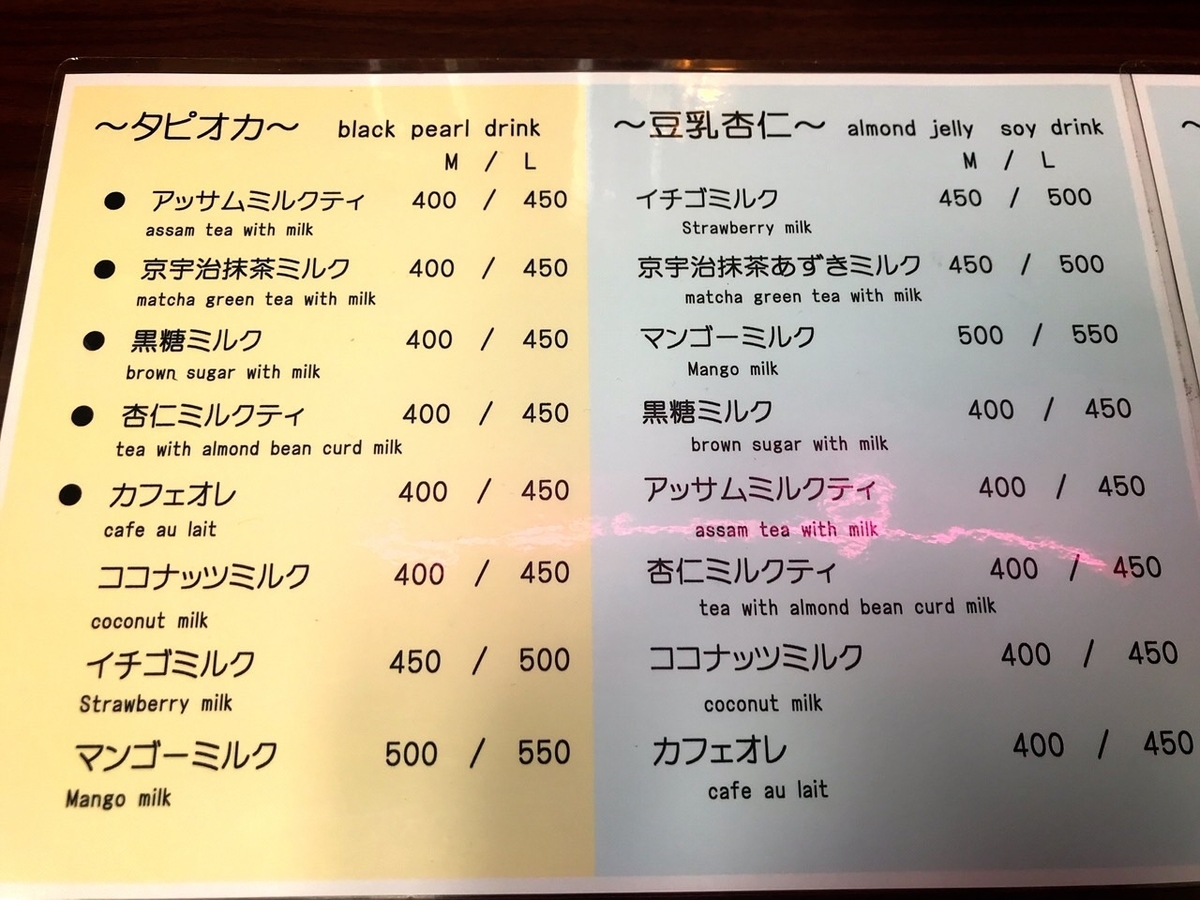 ～タピオカ～ black pearl drink
M / L
● アッサムミルクティ 400 / 450
assam tea with milk
● 京宇治抹茶ミルク 400 / 450
matcha green tea with milk
● 黒糖ミルク 400 / 450
brown sugar with milk
● 杏仁ミルクティ 400 / 450
tea with almond bean curd milk
● カフェオレ 400 / 450
cafe au lait
ココナッツミルク 400 / 450
coconut milk
イチゴミルク 450 / 500
Strawberry milk
マンゴーミルク 500 / 550
Mango milk
～豆乳杏仁～ almond jelly soy drink
M / L
イチゴミルク 450 / 500
Strawberry milk
京宇治抹茶あずきミルク 450 / 500
matcha green tea with milk
マンゴーミルク 500 / 550
Mango milk
黒糖ミルク 400 / 450
brown sugar with milk
アッサムミルクティ 400 / 450
assam tea with milk
杏仁ミルクティ 400 / 450
tea with almond bean curd milk
ココナッツミルク 400 / 450
coconut milk
カフェオレ 400 / 450
cafe au lait
～